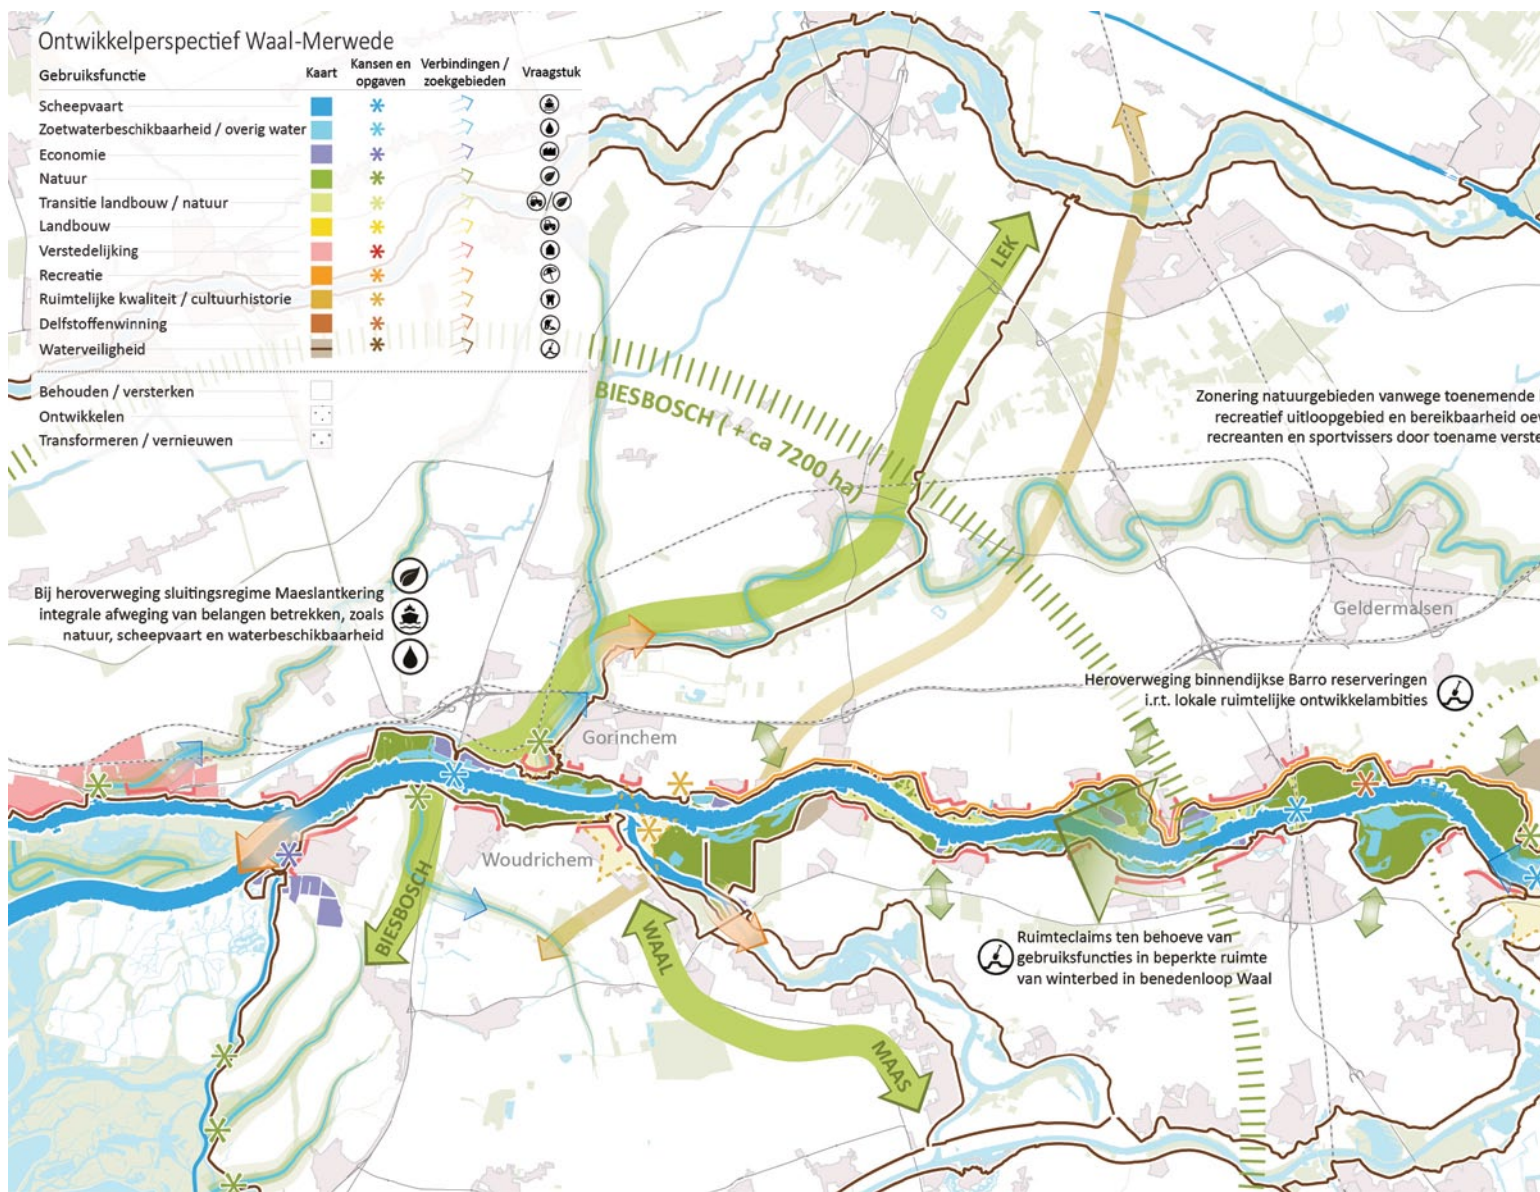 Ontwikkelperspectief Waal-Merwede
Gebruiksfunctie
Kaart
Kansen en
opgaven
Verbindingen /
zoekgebieden
Vraagstuk
Scheepvaart
Zoetwaterbeschikbaarheid / overig water
Economie
Natuur
Transitie landbouw / natuur
Landbouw
Verstedelijking
Recreatie
Ruimtelijke kwaliteit / cultuurhistorie
Delfstoffenwinning
Waterveiligheid
Behouden / versterken
Ontwikkelen
Transformeren / vernieuwen
LEK
BIESBOSCH ( + ca 7200 ha)
Zonering natuurgebieden vanwege toenemende
recreatief uitloopgebied en bereikbaarheid
recreanten en sportvissers door toename
Bij heroverweging sluitingsregime Maeslantkering
integrale afweging van belangen betrekken, zoals
natuur, scheepvaart en waterbeschikbaarheid
Geldermalsen
Heroverweging binnendijkse Barro reserveringen
i.r.t. lokale ruimtelijke ontwikkelambities
Gorinchem
Woudrichem
BIESBOSCH
WAAL
MAAS
Ruimteclaims ten behoeve van
gebruiksfuncties in beperkte ruimte
van winterbed in benedenloop Waal